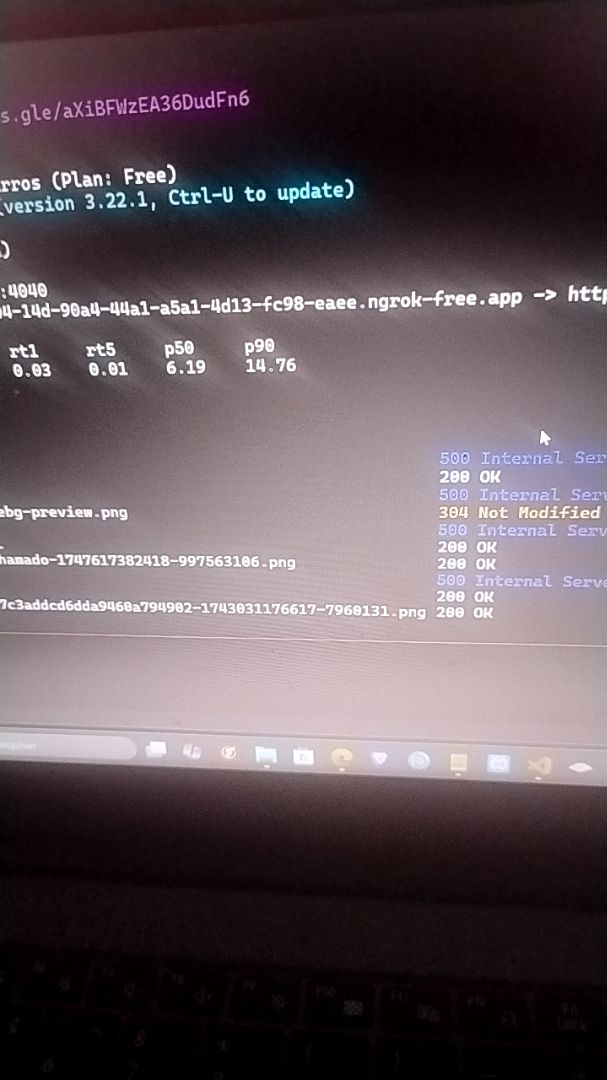 s.gle/aXiBFWzEA36DudFn6
rros (Plan: Free)
(version 3.22.1, Ctrl-U to update)
)
:4040
4-14d-90a4-44a1-a5a1-4d13-fc98-eaee.ngrok-free.app -> http
rt1 rt5 p50 p90
0.03 0.01 6.19 14.76
500 Internal Ser
200 OK
500 Internal Serv
ebg-preview.png 304 Not Modified
500 Internal Serv
200 OK
hamado-1747617382418-997563106.png 200 OK
500 Internal Serve
200 OK
7c3addcd6dda9460a794902-1743031176617-7960131.png 200 OK